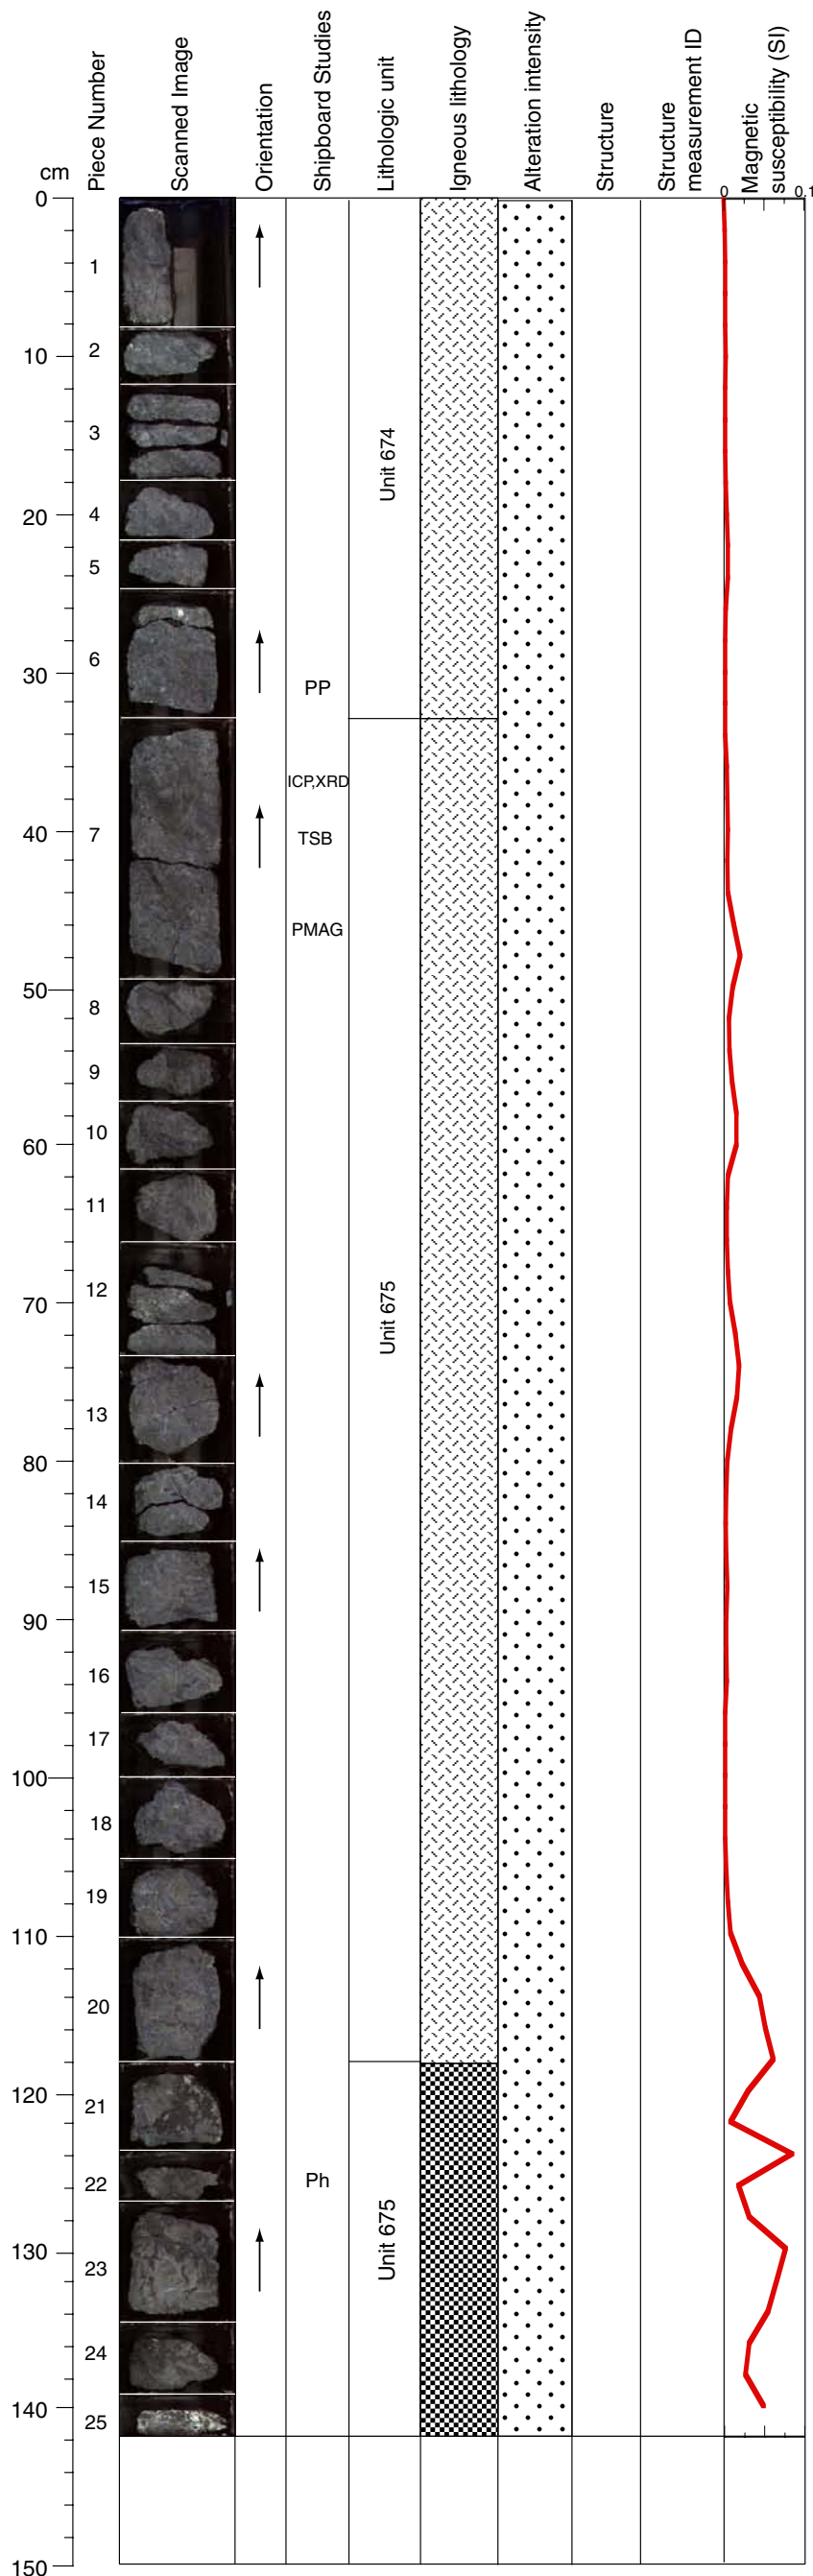 cm
Piece Number
Scanned Image
Orientation
Shipboard Studies
Lithologic unit
Igneous lithology
Alteration intensity
Structure
Structure
measurement ID
Magnetic
susceptibility (SI)
0 0.1
0
1
2
10
3
Unit 674
4
20
5
6
30
PP
ICP,XRD
7
40
TSB
PMAG
50
8
9
10
60
11
12
70
Unit 675
13
80
14
15
90
16
17
100
18
19
110
20
120
21
22
Ph
130
23
Unit 675
24
140
25
150